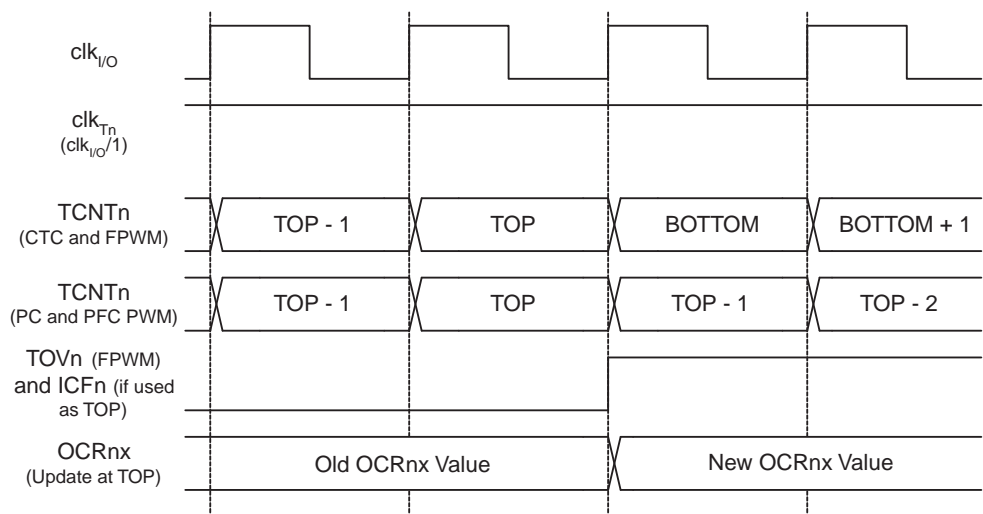 clkI/O
clkTn
(clkI/O/1)
TCNTn
(CTC and FPWM)
TOP - 1
TOP
BOTTOM
BOTTOM + 1
TCNTn
(PC and PFC PWM)
TOP - 1
TOP
TOP - 1
TOP - 2
TOVn (FPWM)
and ICFn (if used
as TOP)
OCRnx
(Update at TOP)
Old OCRnx Value
New OCRnx Value